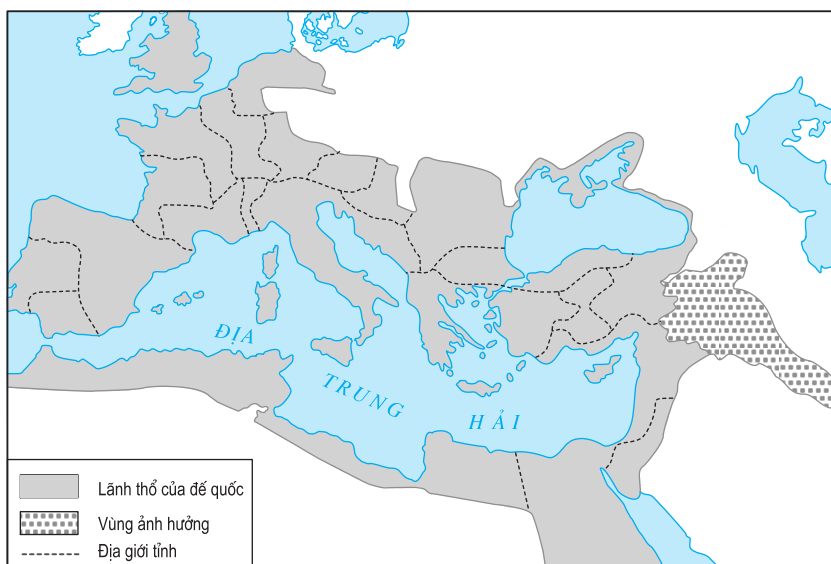 ĐỊA
TRUNG
HẢI
Lãnh thổ của đế quốc
Vùng ảnh hưởng
Địa giới tỉnh